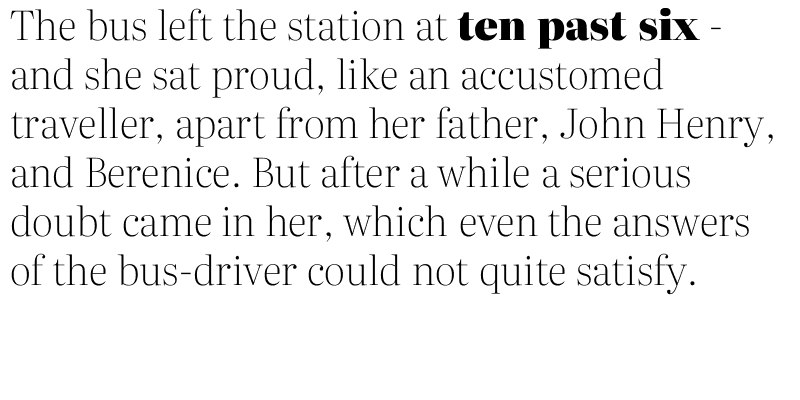 The bus left the station at ten past six -
and she sat proud, like an accustomed
traveller, apart from her father, John Henry,
and Berenice. But after a while a serious
doubt came in her, which even the answers
of the bus-driver could not quite satisfy.